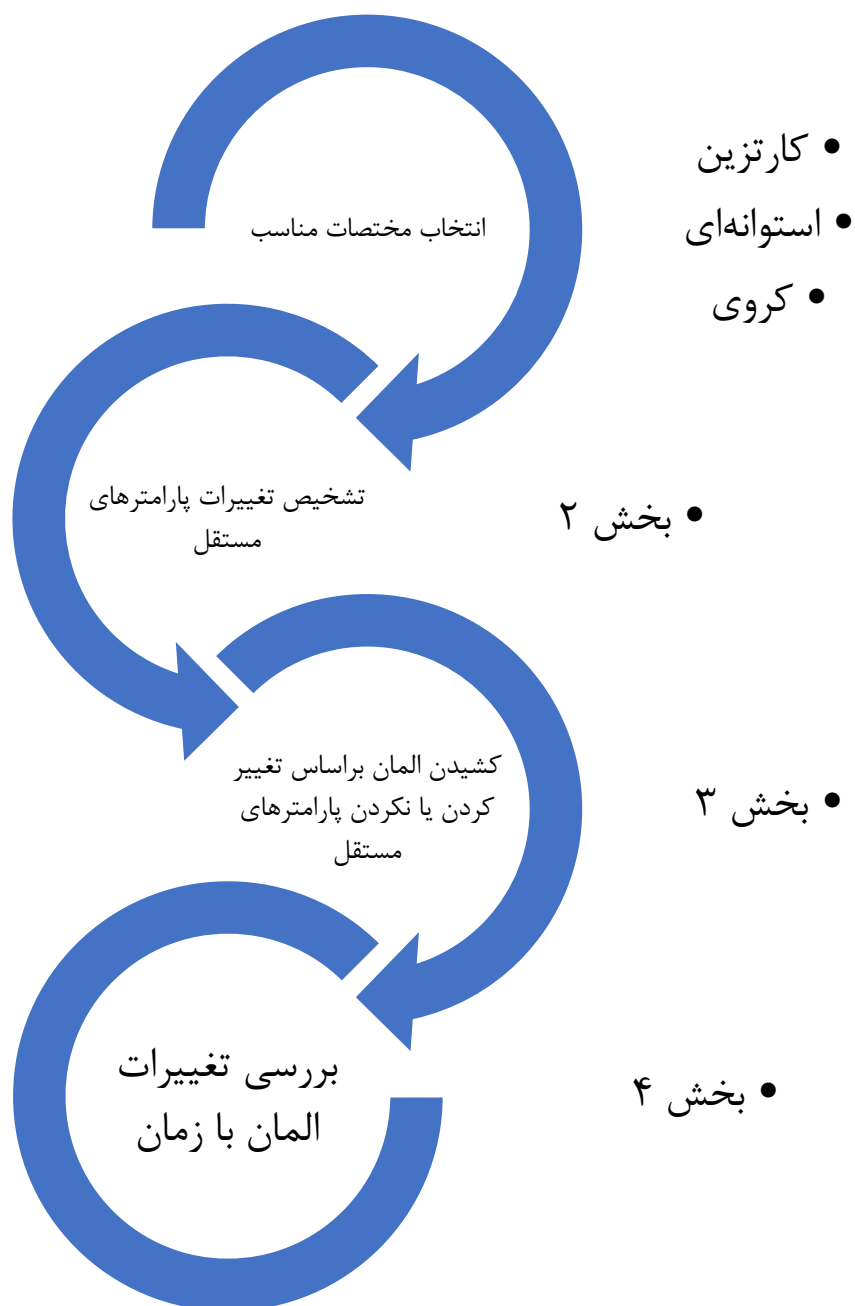 • کارتزین
• استوانه‌ای
• کروی
انتخاب مختصات مناسب
• بخش ۲
تشخیص تغییرات پارامترهای
مستقل
• بخش ۳
کشیدن المان براساس تغییر
کردن یا نکردن پارامترهای
مستقل
• بخش ۴
بررسی تغییرات
المان با زمان